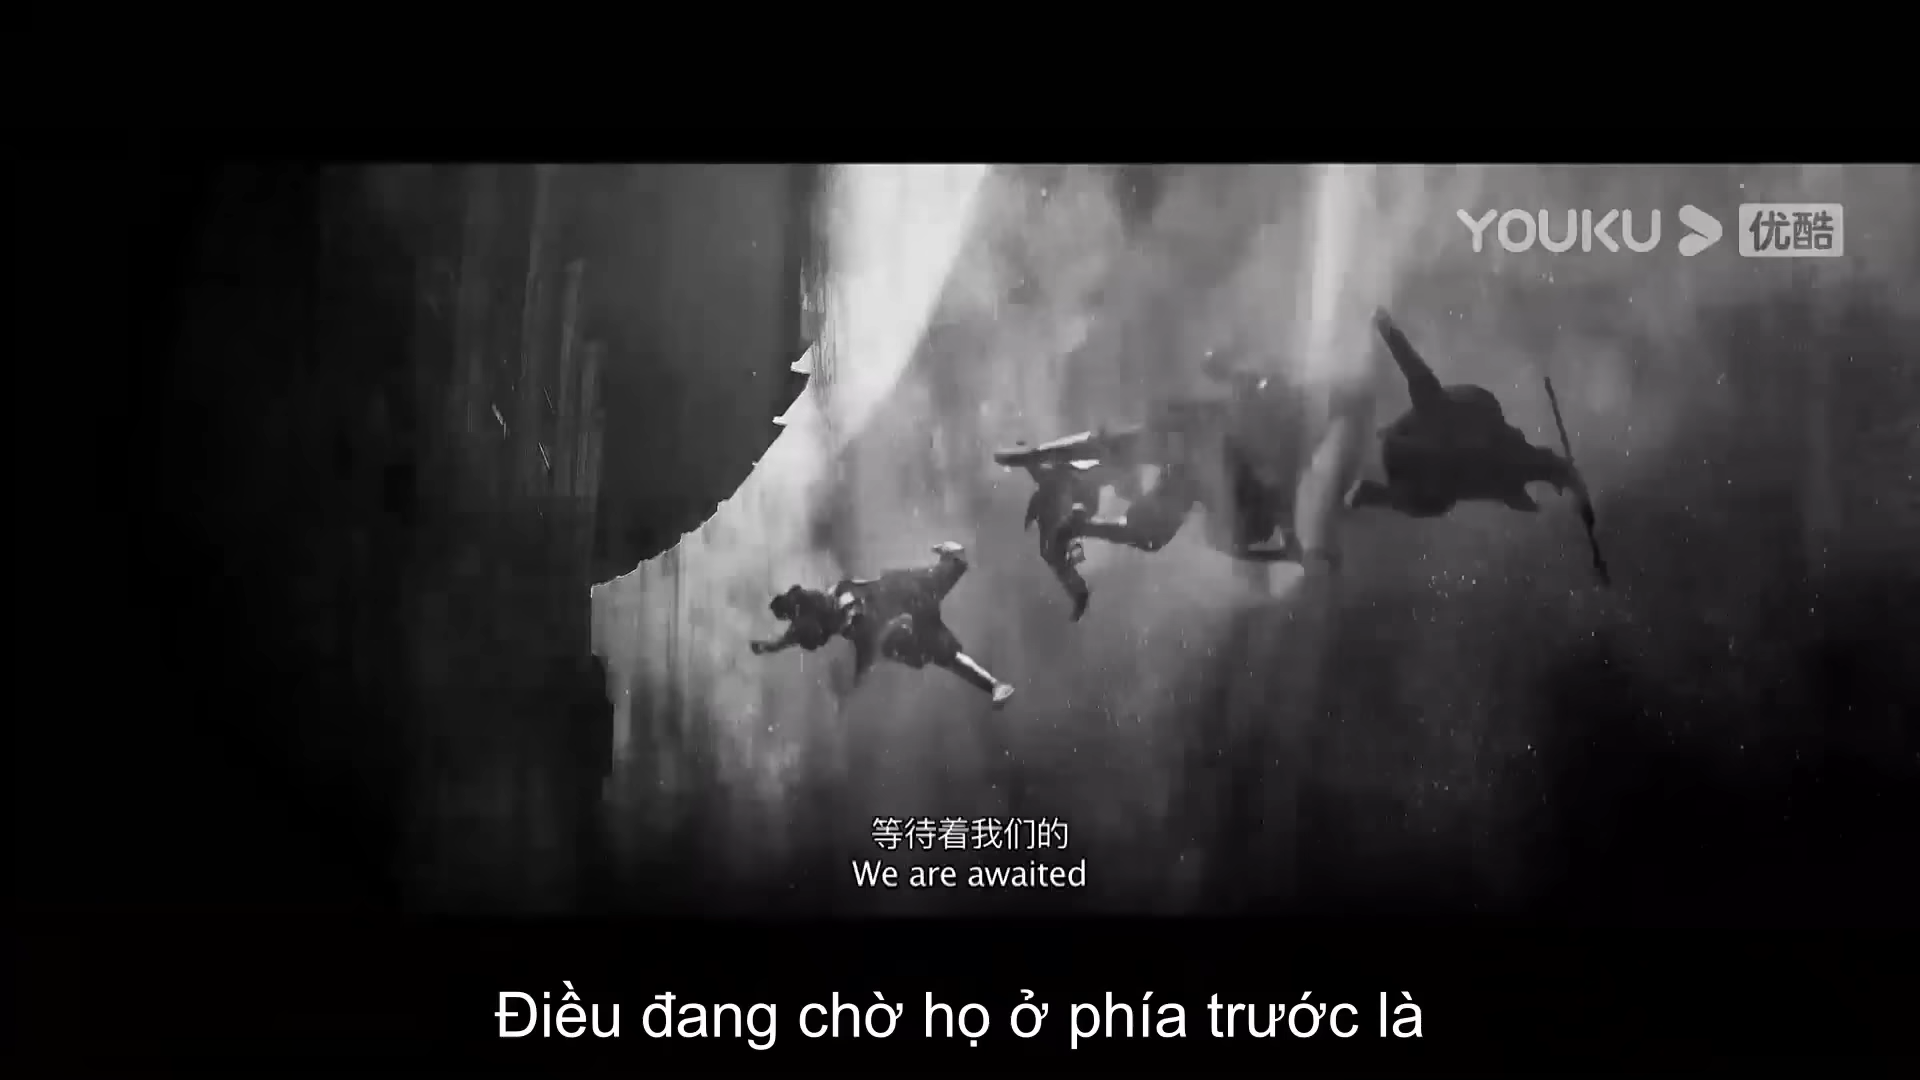 YOUKU 优酷
等待着我们的
We are awaited
Điều đang chờ họ ở phía trước là